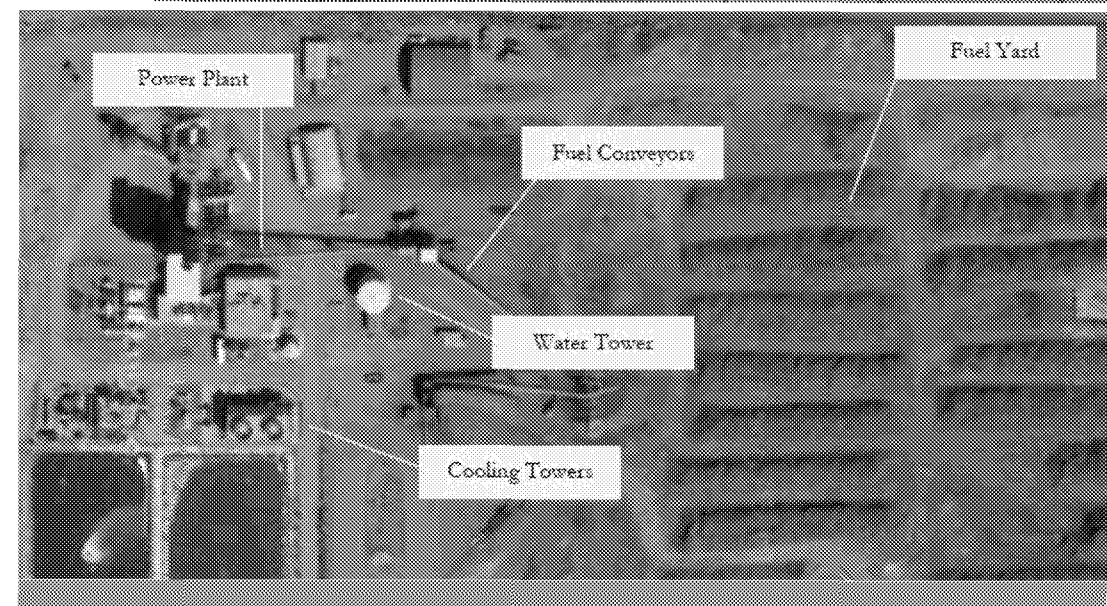 Fuel Yard
Power Plant
Fuel Conveyors
Water Tower
Cooling Towers